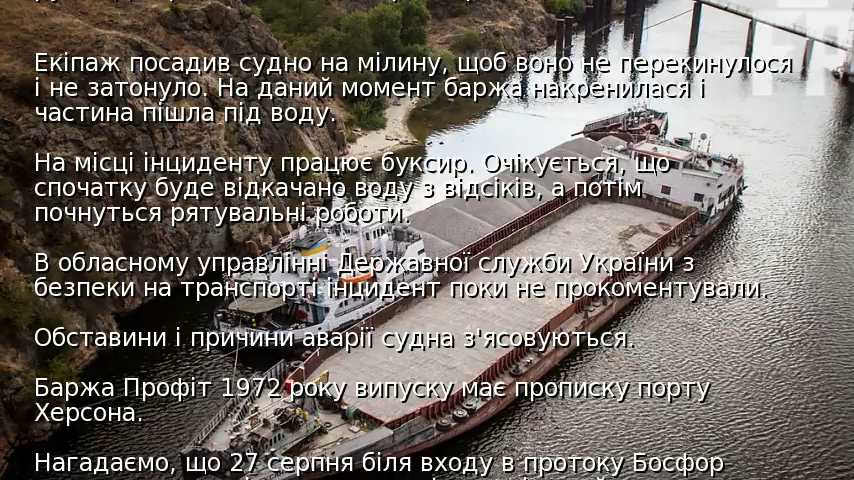 Екіпаж посадив судно на мілину, щоб воно не перекинулося
і не затонуло. На даний момент баржа накренилася і
частина пішла під воду.
На місці інциденту працює буксир. Очікується, що
спочатку буде відкачано воду з відсіків, а потім
почнуться рятувальні роботи.
В обласному управлінні Державної служби України з
безпеки на транспорті інцидент поки не прокоментували.
Обставини і причини аварії судна з'ясовуються.
Баржа Профіт 1972 року випуску має прописку порту
Херсона.
Нагадаємо, що 27 серпня біля входу в протоку Босфор